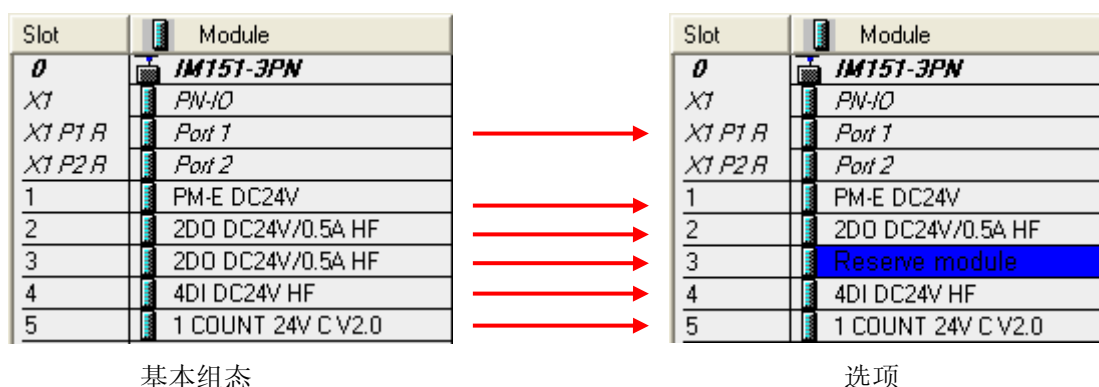 Slot Module
0 IM151-3PN
X1 PN-IO
X1 P1 R Port 1
X1 P2 R Port 2
1 PM-E DC24V
2 2DO DC24V/0.5A HF
3 2DO DC24V/0.5A HF
4 4DI DC24V HF
5 1 COUNT 24V C V2.0
基本组态
Slot Module
0 IM151-3PN
X1 PN-IO
X1 P1 R Port 1
X1 P2 R Port 2
1 PM-E DC24V
2 2DO DC24V/0.5A HF
3 Reserve module
4 4DI DC24V HF
5 1 COUNT 24V C V2.0
选项